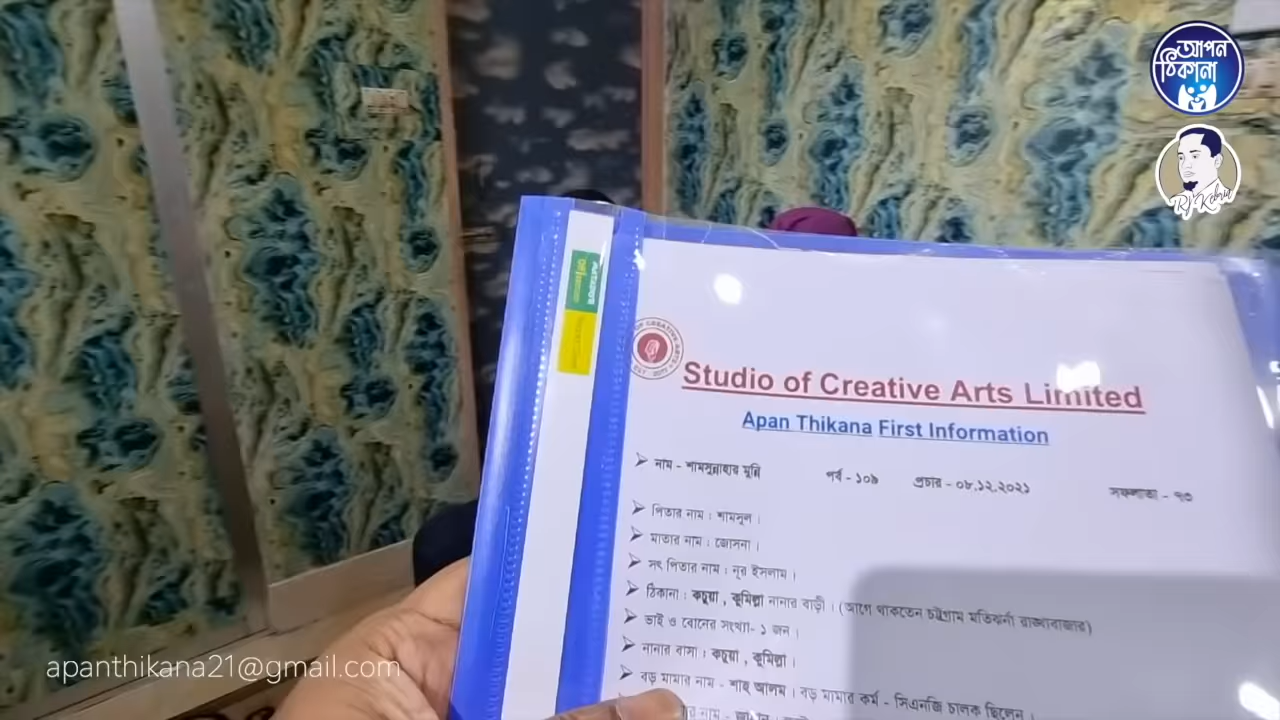 আপন
ঠিকানা
RJ Kebria
Studio of Creative Arts Limited
Apan Thikana First Information
➤ নাম - শামসুন্নাহার মুন্নি পর্ব - ১০৯ প্রচার - ০৮.১২.২০২১ সফলতা - ৭৩
➤ পিতার নাম : শামসুল ।
➤ মাতার নাম : জোসনা ।
➤ সৎ পিতার নাম : নূর ইসলাম ।
➤ ঠিকানা : কচুয়া , কুমিল্লা নানার বাড়ী । (আগে থাকতেন চট্টগ্রাম মতিঝর্না রাজাবাজার)
➤ ভাই ও বোনের সংখ্যা- ১ জন ।
➤ নানার বাসা : কচুয়া , কুমিল্লা ।
➤ বড় মামার নাম - শাহ আলম । বড় মামার কর্ম - সিএনজি চালক ছিলেন ।
apanthikana21@gmail.com